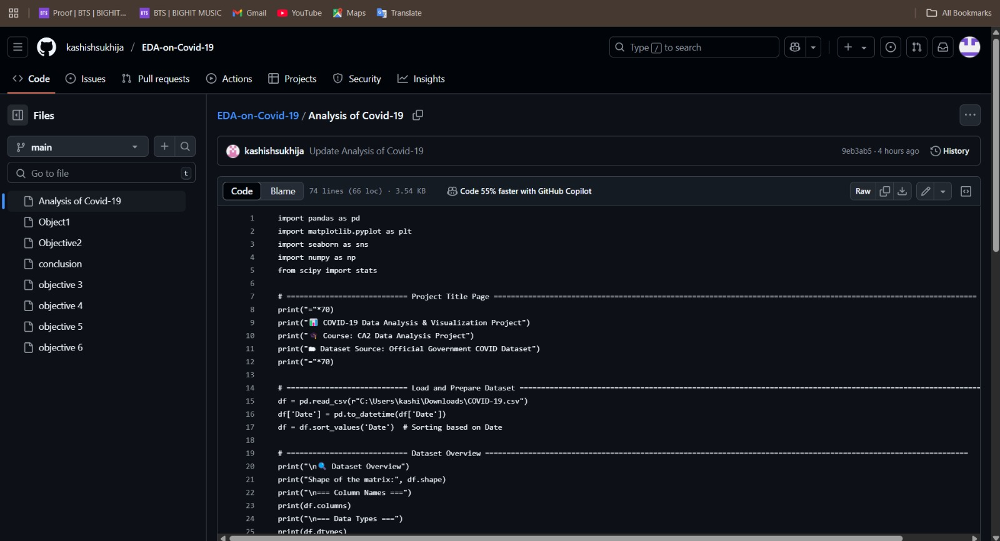 Proof | BTS | BIGHIT... BTS | BIGHIT MUSIC Gmail YouTube Maps Translate All Bookmarks
kashishsukhija / EDA-on-Covid-19 Type / to search
Code Issues Pull requests Actions Projects Security Insights
Files
main
Go to file t
Analysis of Covid-19
Object1
Objective2
conclusion
objective 3
objective 4
objective 5
objective 6
EDA-on-Covid-19 / Analysis of Covid-19
kashishsukhija Update Analysis of Covid-19 9eb3ab5 · 4 hours ago History
Code Blame 74 lines (66 loc) · 3.54 KB Code 55% faster with GitHub Copilot Raw
1 import pandas as pd
2 import matplotlib.pyplot as plt
3 import seaborn as sns
4 import numpy as np
5 from scipy import stats
6
7 # ============================ Project Title Page ================================================================================================================
8 print("="*70)
9 print("📊 COVID-19 Data Analysis & Visualization Project")
10 print("🎓 Course: CA2 Data Analysis Project")
11 print("📂 Dataset Source: Official Government COVID Dataset")
12 print("="*70)
13
14 # ============================ Load and Prepare Dataset ===========================================================================================================
15 df = pd.read_csv(r"C:\Users\kashi\Downloads\COVID-19.csv")
16 df['Date'] = pd.to_datetime(df['Date'])
17 df = df.sort_values('Date')  # Sorting based on Date
18
19 # ============================ Dataset Overview ================================================================================================================
20 print("\n🔍 Dataset Overview")
21 print("Shape of the matrix:", df.shape)
22 print("\n=== Column Names ===")
23 print(df.columns)
24 print("\n=== Data Types ===")
25 print(df.dtypes)